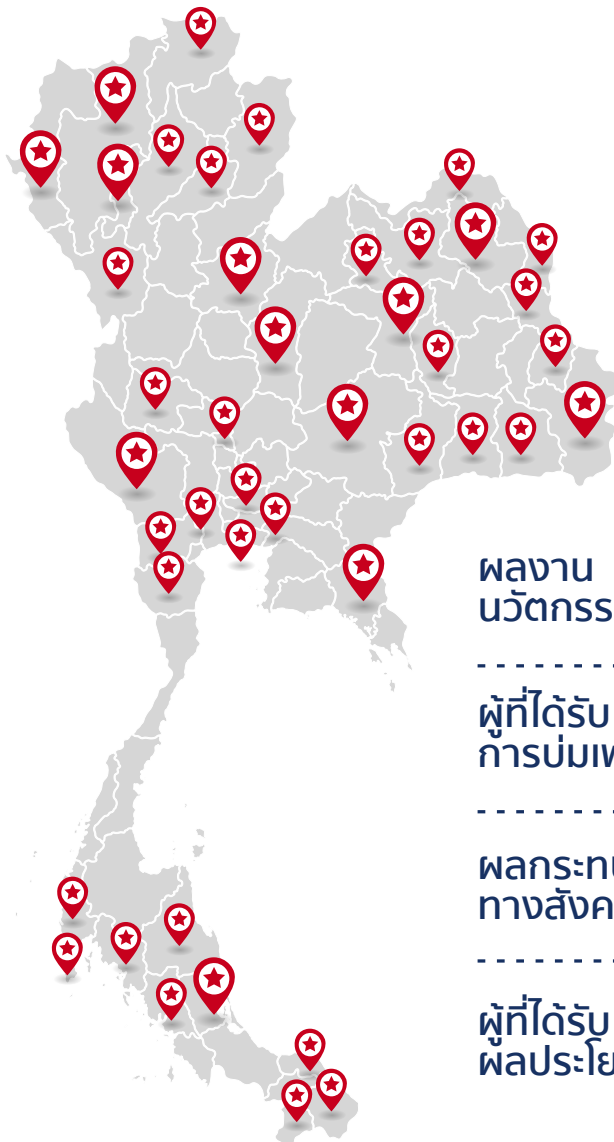 ผลงาน
นวัตกรร
ผู้ที่ได้รับ
การบ่มเพ
ผลกระทบ
ทางสังค
ผู้ที่ได้รับ
ผลประโย